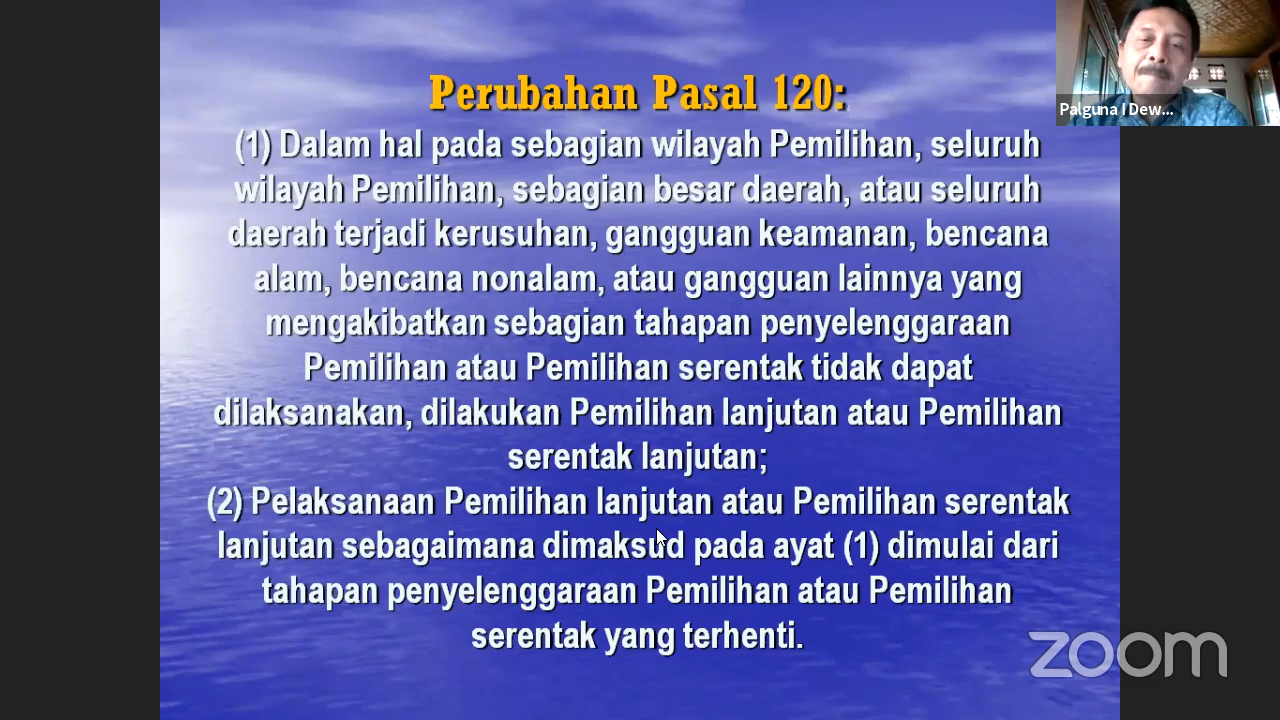 Perubahan Pasal 120:
(1) Dalam hal pada sebagian wilayah Pemilihan, seluruh
wilayah Pemilihan, sebagian besar daerah, atau seluruh
daerah terjadi kerusuhan, gangguan keamanan, bencana
alam, bencana nonalam, atau gangguan lainnya yang
mengakibatkan sebagian tahapan penyelenggaraan
Pemilihan atau Pemilihan serentak tidak dapat
dilaksanakan, dilakukan Pemilihan lanjutan atau Pemilihan
serentak lanjutan;
(2) Pelaksanaan Pemilihan lanjutan atau Pemilihan serentak
lanjutan sebagaimana dimaksud pada ayat (1) dimulai dari
tahapan penyelenggaraan Pemilihan atau Pemilihan
serentak yang terhenti.
Palguna I Dew...
zoom